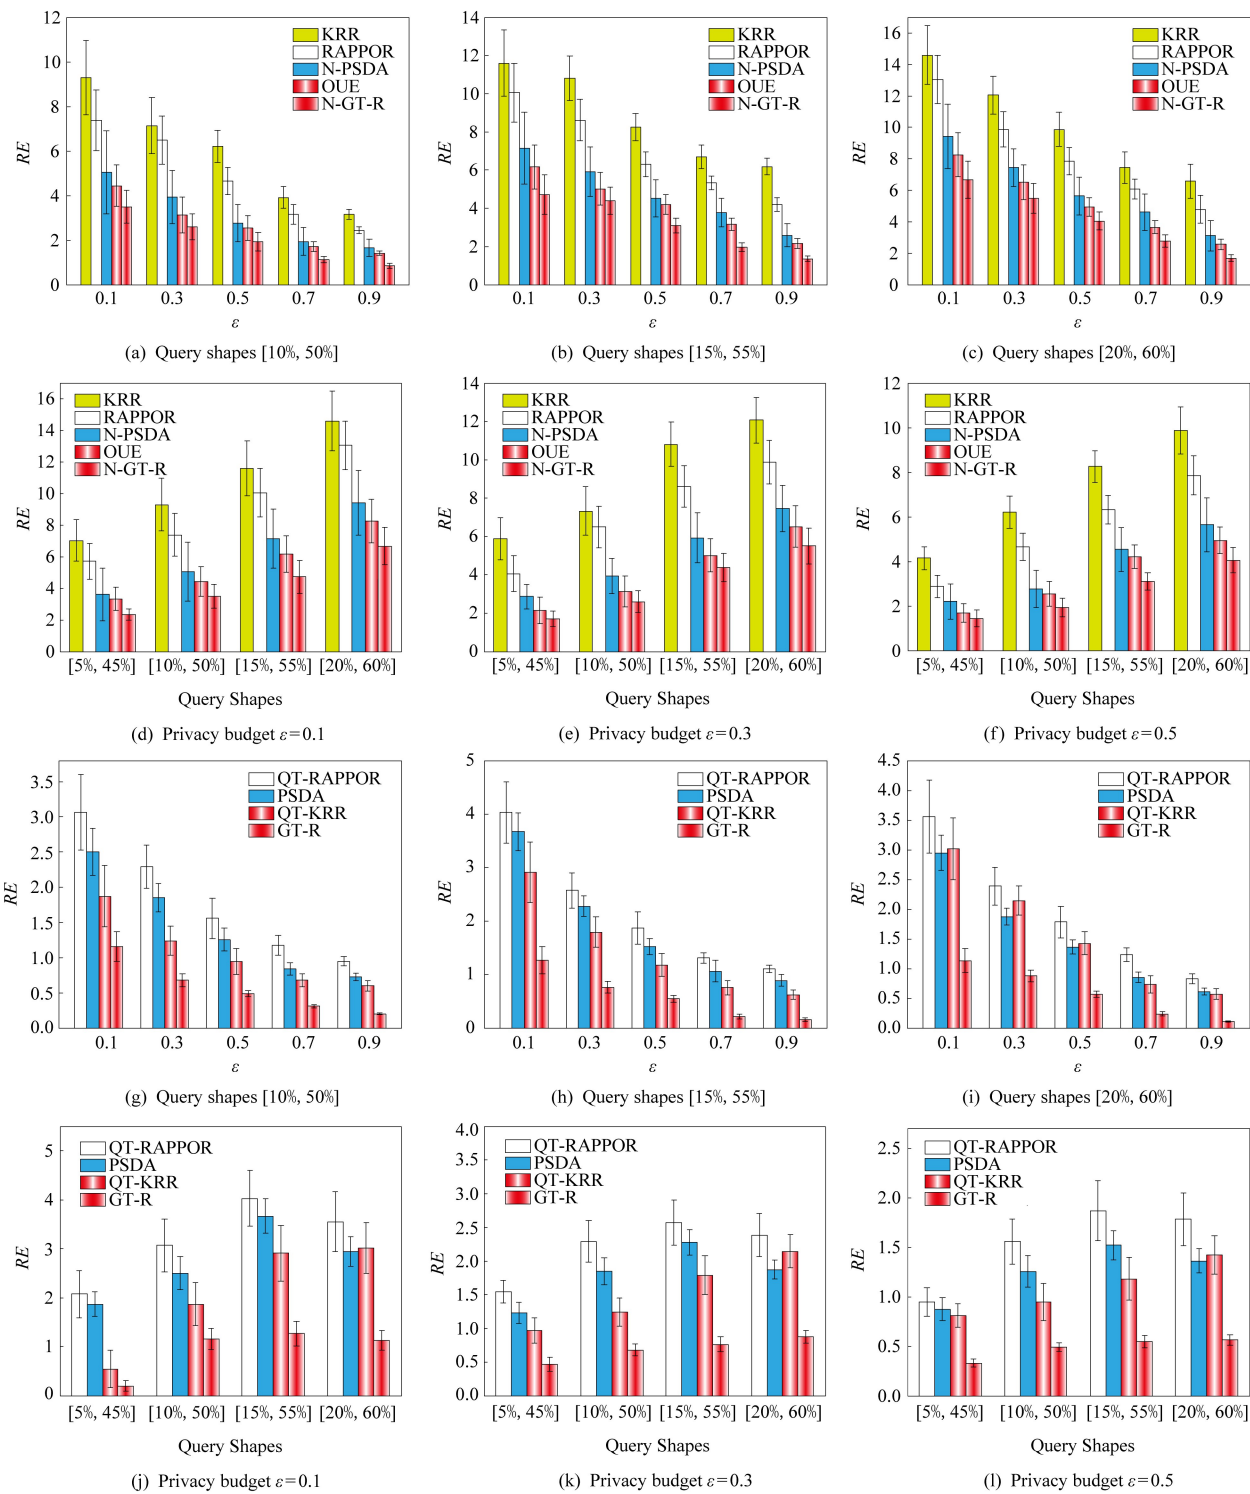 12
10
8
6
4
2
0
RE
KRR
RAPPOR
N-PSDA
OUE
N-GT-R
0.1 0.3 0.5 0.7 0.9
ε
(a) Query shapes [10%, 50%]
14
12
10
8
6
4
2
0
RE
KRR
RAPPOR
N-PSDA
OUE
N-GT-R
0.1 0.3 0.5 0.7 0.9
ε
(b) Query shapes [15%, 55%]
16
14
12
10
8
6
4
2
0
RE
KRR
RAPPOR
N-PSDA
OUE
N-GT-R
0.1 0.3 0.5 0.7 0.9
ε
(c) Query shapes [20%, 60%]
16
14
12
10
8
6
4
2
0
RE
KRR
RAPPOR
N-PSDA
OUE
N-GT-R
[5%, 45%] [10%, 50%] [15%, 55%] [20%, 60%]
Query Shapes
(d) Privacy budget ε=0.1
14
12
10
8
6
4
2
0
RE
KRR
RAPPOR
N-PSDA
OUE
N-GT-R
[5%, 45%] [10%, 50%] [15%, 55%] [20%, 60%]
Query Shapes
(e) Privacy budget ε=0.3
12
10
8
6
4
2
0
RE
KRR
RAPPOR
N-PSDA
OUE
N-GT-R
[5%, 45%] [10%, 50%] [15%, 55%] [20%, 60%]
Query Shapes
(f) Privacy budget ε=0.5
3.5
3.0
2.5
2.0
1.5
1.0
0.5
0.0
RE
QT-RAPPOR
PSDA
QT-KRR
GT-R
0.1 0.3 0.5 0.7 0.9
ε
(g) Query shapes [10%, 50%]
5
4
3
2
1
0
RE
QT-RAPPOR
PSDA
QT-KRR
GT-R
0.1 0.3 0.5 0.7 0.9
ε
(h) Query shapes [15%, 55%]
4.5
4.0
3.5
3.0
2.5
2.0
1.5
1.0
0.5
0.0
RE
QT-RAPPOR
PSDA
QT-KRR
GT-R
0.1 0.3 0.5 0.7 0.9
ε
(i) Query shapes [20%, 60%]
5
4
3
2
1
0
RE
QT-RAPPOR
PSDA
QT-KRR
GT-R
[5%, 45%] [10%, 50%] [15%, 55%] [20%, 60%]
Query Shapes
(j) Privacy budget ε=0.1
4.0
3.5
3.0
2.5
2.0
1.5
1.0
0.5
0.0
RE
QT-RAPPOR
PSDA
QT-KRR
GT-R
[5%, 45%] [10%, 50%] [15%, 55%] [20%, 60%]
Query Shapes
(k) Privacy budget ε=0.3
2.5
2.0
1.5
1.0
0.5
0.0
RE
QT-RAPPOR
PSDA
QT-KRR
GT-R
[5%, 45%] [10%, 50%] [15%, 55%] [20%, 60%]
Query Shapes
(l) Privacy budget ε=0.5